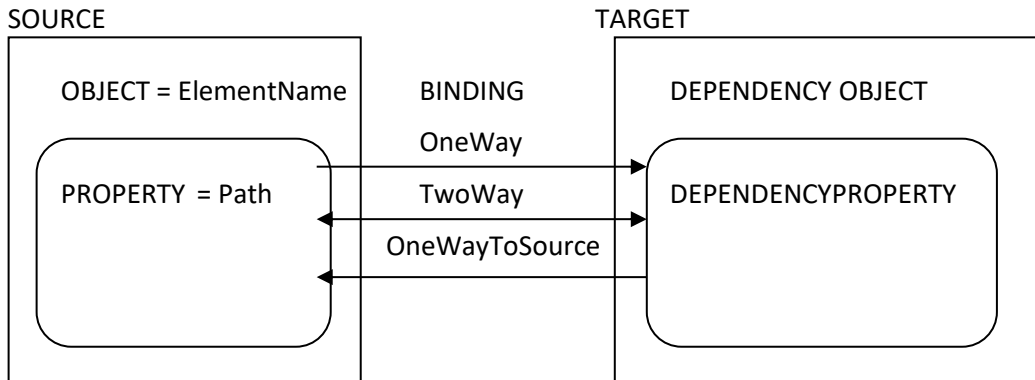 SOURCE TARGET
OBJECT = ElementName BINDING DEPENDENCY OBJECT
OneWay
PROPERTY = Path TwoWay DEPENDENCYPROPERTY
OneWayToSource